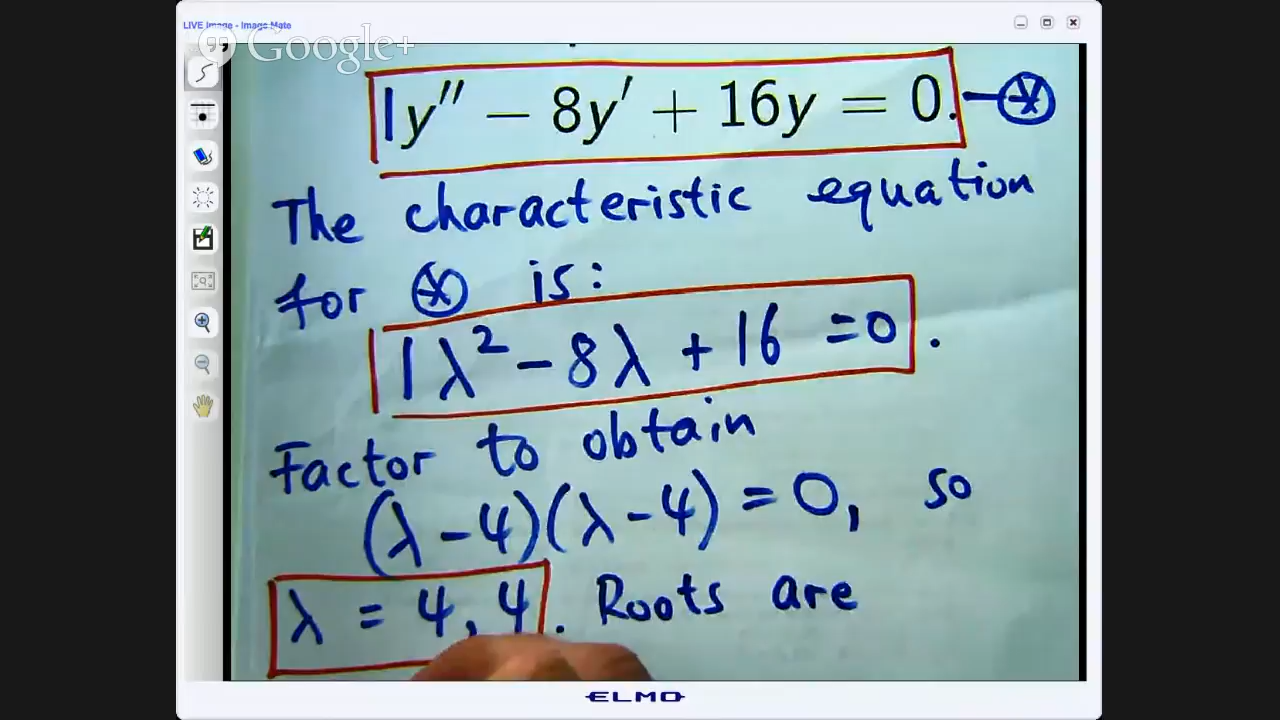 LIVE Image - Image Mate
Google+
1y″ − 8y′ + 16y = 0. –⊛
The characteristic equation
for ⊛ is:
1λ² − 8λ + 16 = 0.
Factor to obtain
(λ − 4)(λ − 4) = 0, so
λ = 4, 4. Roots are
ELMO